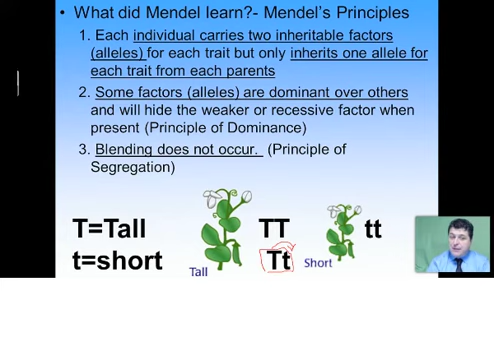 • What did Mendel learn?- Mendel's Principles
1. Each individual carries two inheritable factors
(alleles) for each trait but only inherits one allele for
each trait from each parents
2. Some factors (alleles) are dominant over others
and will hide the weaker or recessive factor when
present (Principle of Dominance)
3. Blending does not occur. (Principle of
Segregation)
T=Tall
t=short
Tall
TT
Tt
Short
tt